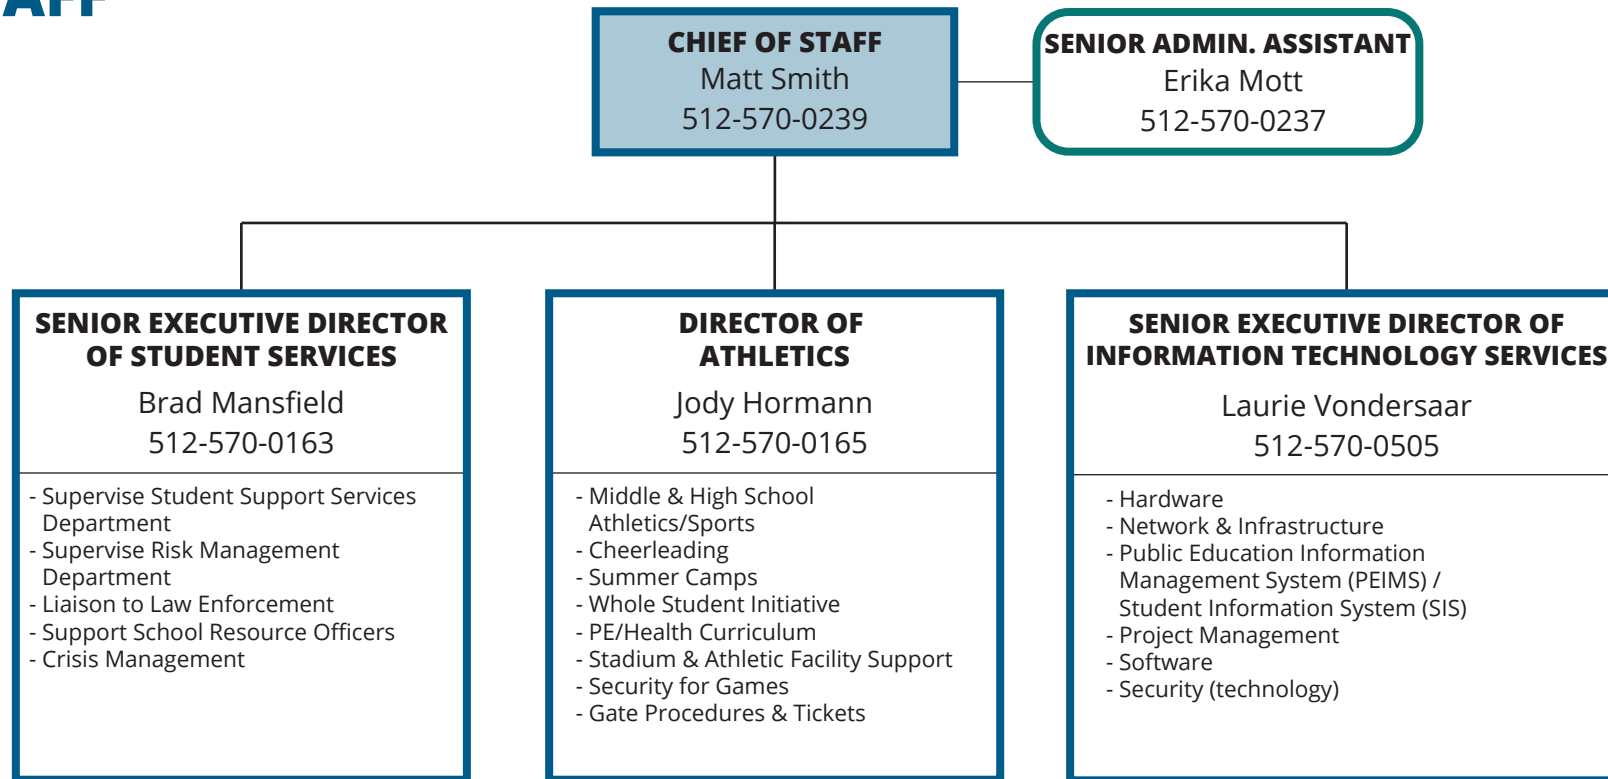 AFF
CHIEF OF STAFF
Matt Smith
512-570-0239
SENIOR ADMIN. ASSISTANT
Erika Mott
512-570-0237
SENIOR EXECUTIVE DIRECTOR
OF STUDENT SERVICES
Brad Mansfield
512-570-0163
- Supervise Student Support Services
Department
- Supervise Risk Management
Department
- Liaison to Law Enforcement
- Support School Resource Officers
- Crisis Management
DIRECTOR OF
ATHLETICS
Jody Hormann
512-570-0165
- Middle & High School
Athletics/Sports
- Cheerleading
- Summer Camps
- Whole Student Initiative
- PE/Health Curriculum
- Stadium & Athletic Facility Support
- Security for Games
- Gate Procedures & Tickets
SENIOR EXECUTIVE DIRECTOR OF
INFORMATION TECHNOLOGY SERVICES
Laurie Vondersaar
512-570-0505
- Hardware
- Network & Infrastructure
- Public Education Information
Management System (PEIMS) /
Student Information System (SIS)
- Project Management
- Software
- Security (technology)